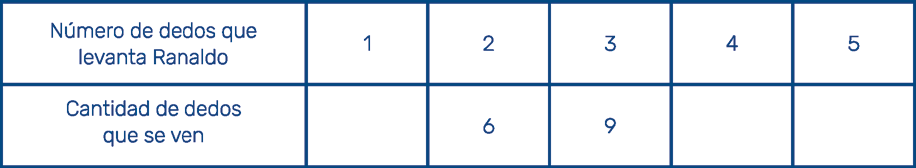 Número de dedos que
levanta Ranaldo
1 2 3 4 5
Cantidad de dedos
que se ven
6 9